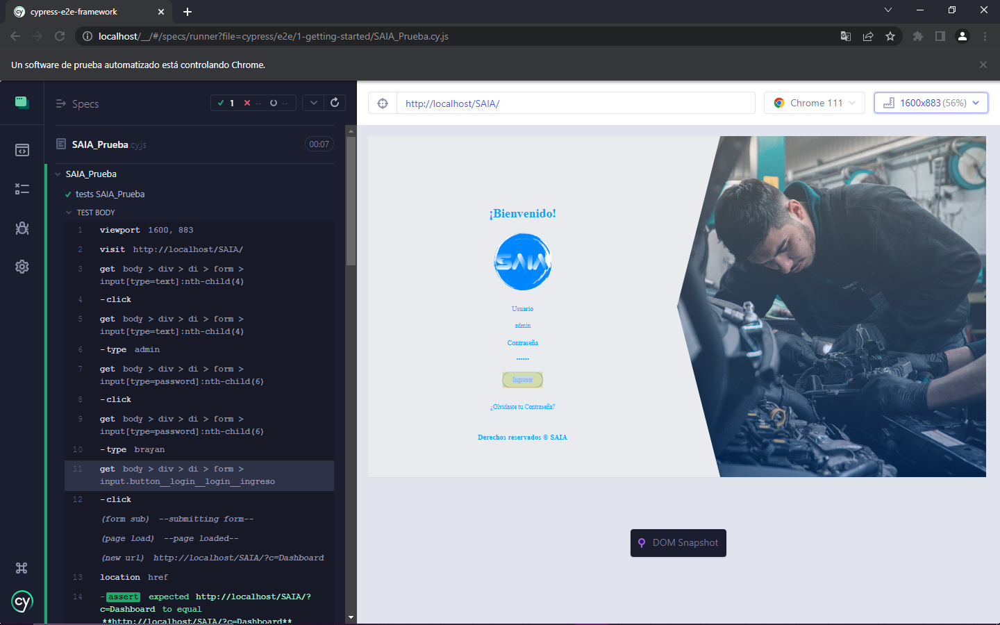 cypress-e2e-framework
localhost/__/#/specs/runner?file=cypress/e2e/1-getting-started/SAIA_Prueba.cy.js
Un software de prueba automatizado está controlando Chrome.
Specs
1 -- --
http://localhost/SAIA/
Chrome 111
1600x883 (56%)
SAIA_Prueba.cy.js
00:07
SAIA_Prueba
tests SAIA_Prueba
TEST BODY
1 viewport 1600, 883
2 visit http://localhost/SAIA/
3 get body > div > di > form >
input[type=text]:nth-child(4)
4 -click
5 get body > div > di > form >
input[type=text]:nth-child(4)
6 -type admin
7 get body > div > di > form >
input[type=password]:nth-child(6)
8 -click
9 get body > div > di > form >
input[type=password]:nth-child(6)
10 -type brayan
11 get body > div > di > form >
input.button__login__login__ingreso
12 -click
(form sub) --submitting form--
(page load) --page loaded--
(new url) http://localhost/SAIA/?c=Dashboard
13 location href
14 -assert expected http://localhost/SAIA/?
c=Dashboard to equal
**http://localhost/SAIA/?c=Dashboard**
cy
¡Bienvenido!
SAIA
Usuario
admin
Contraseña
••••••
Ingresar
¿Olvidaste tu Contraseña?
Derechos reservados © SAIA
DOM Snapshot